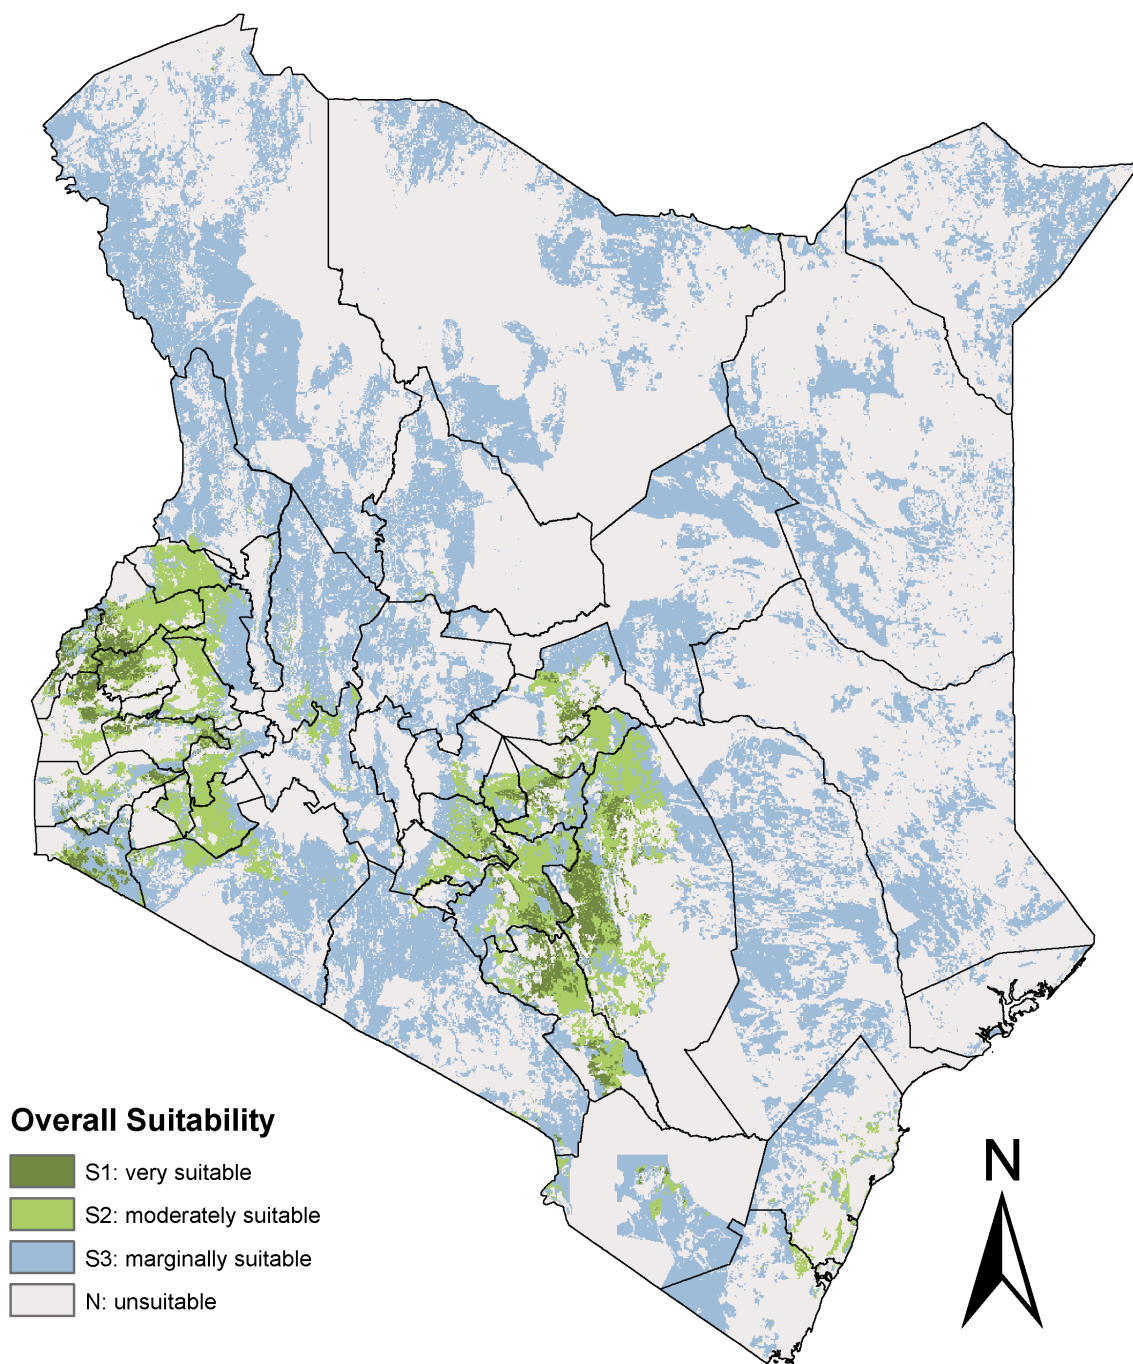 Overall Suitability
S1: very suitable
S2: moderately suitable
S3: marginally suitable
N: unsuitable
N